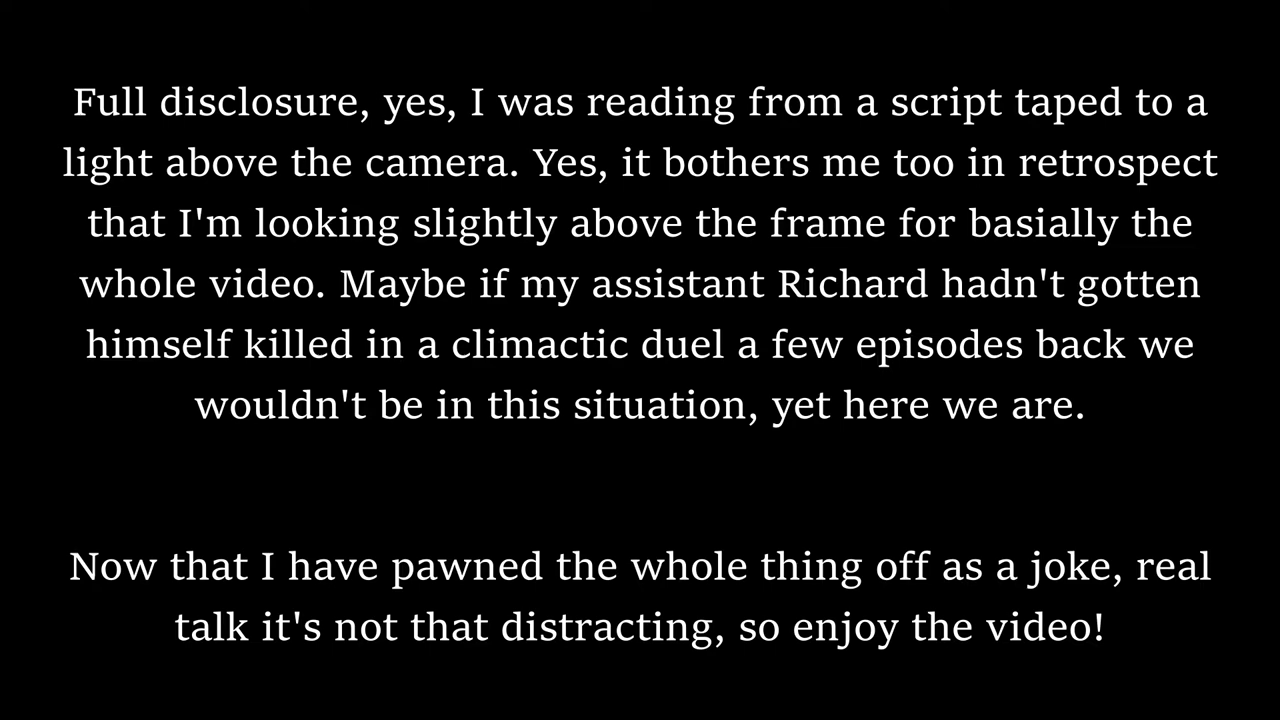 Full disclosure, yes, I was reading from a script taped to a
light above the camera. Yes, it bothers me too in retrospect
that I'm looking slightly above the frame for basially the
whole video. Maybe if my assistant Richard hadn't gotten
himself killed in a climactic duel a few episodes back we
wouldn't be in this situation, yet here we are.
Now that I have pawned the whole thing off as a joke, real
talk it's not that distracting, so enjoy the video!